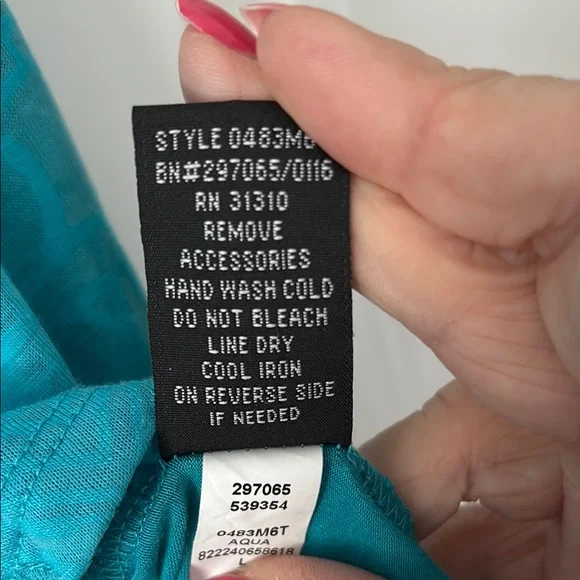 STYLE 0483M6
BN#297065/0116
RN 31310
REMOVE
ACCESSORIES
HAND WASH COLD
DO NOT BLEACH
LINE DRY
COOL IRON
ON REVERSE SIDE
IF NEEDED
297065
539354
0483M6T
AQUA
822240658618
L